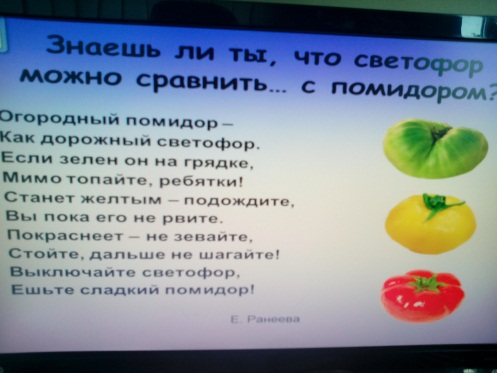 Знаешь ли ты, что светофор
можно сравнить... с помидором?
Огородный помидор –
Как дорожный светофор.
Если зелен он на грядке,
Мимо топайте, ребятки!
Станет желтым – подождите,
Вы пока его не рвите.
Покраснеет – не зевайте,
Стойте, дальше не шагайте!
Выключайте светофор,
Ешьте сладкий помидор!
Е. Ранеева